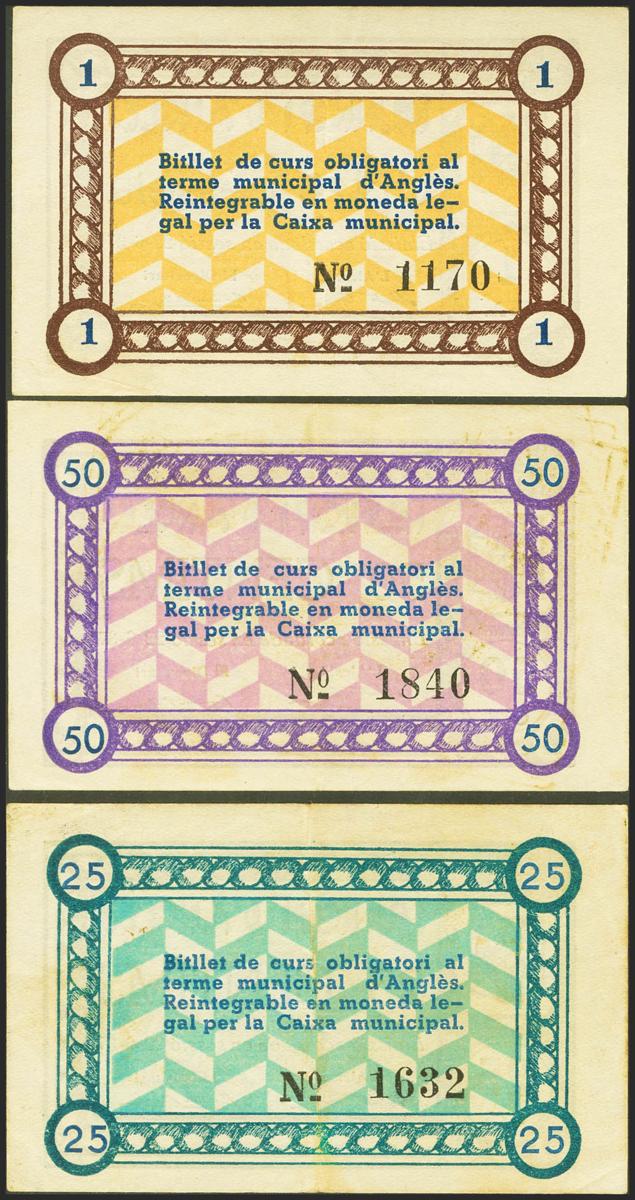 1 1
Bitllet de curs obligatori al
terme municipal d'Anglès.
Reintegrable en moneda le-
gal per la Caixa municipal.
Nº 1170
1 1
50 50
Bitllet de curs obligatori al
terme municipal d'Anglès.
Reintegrable en moneda le-
gal per la Caixa municipal.
Nº 1840
50 50
25 25
Bitllet de curs obligatori al
terme municipal d'Anglès.
Reintegrable en moneda le-
gal per la Caixa municipal.
Nº 1632
25 25